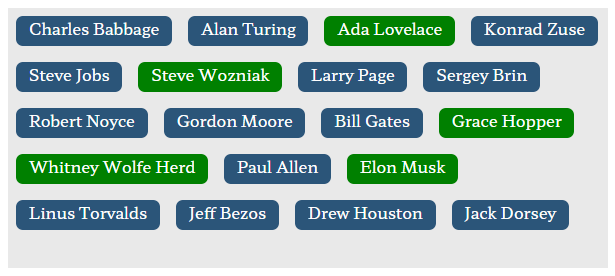 Charles Babbage Alan Turing Ada Lovelace Konrad Zuse
Steve Jobs Steve Wozniak Larry Page Sergey Brin
Robert Noyce Gordon Moore Bill Gates Grace Hopper
Whitney Wolfe Herd Paul Allen Elon Musk
Linus Torvalds Jeff Bezos Drew Houston Jack Dorsey